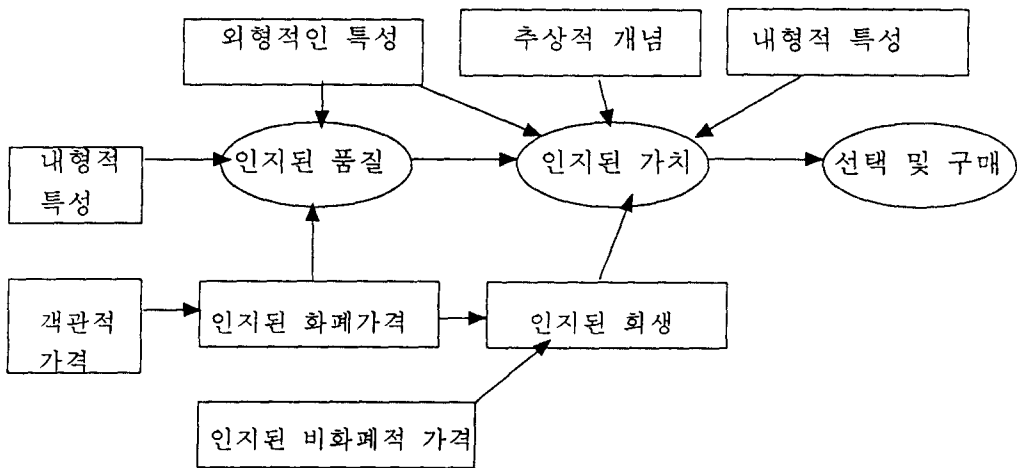 외형적인 특성
추상적 개념
내형적 특성
내형적
특성
인지된 품질
인지된 가치
선택 및 구매
객관적
가격
인지된 화폐가격
인지된 희생
인지된 비화폐적 가격